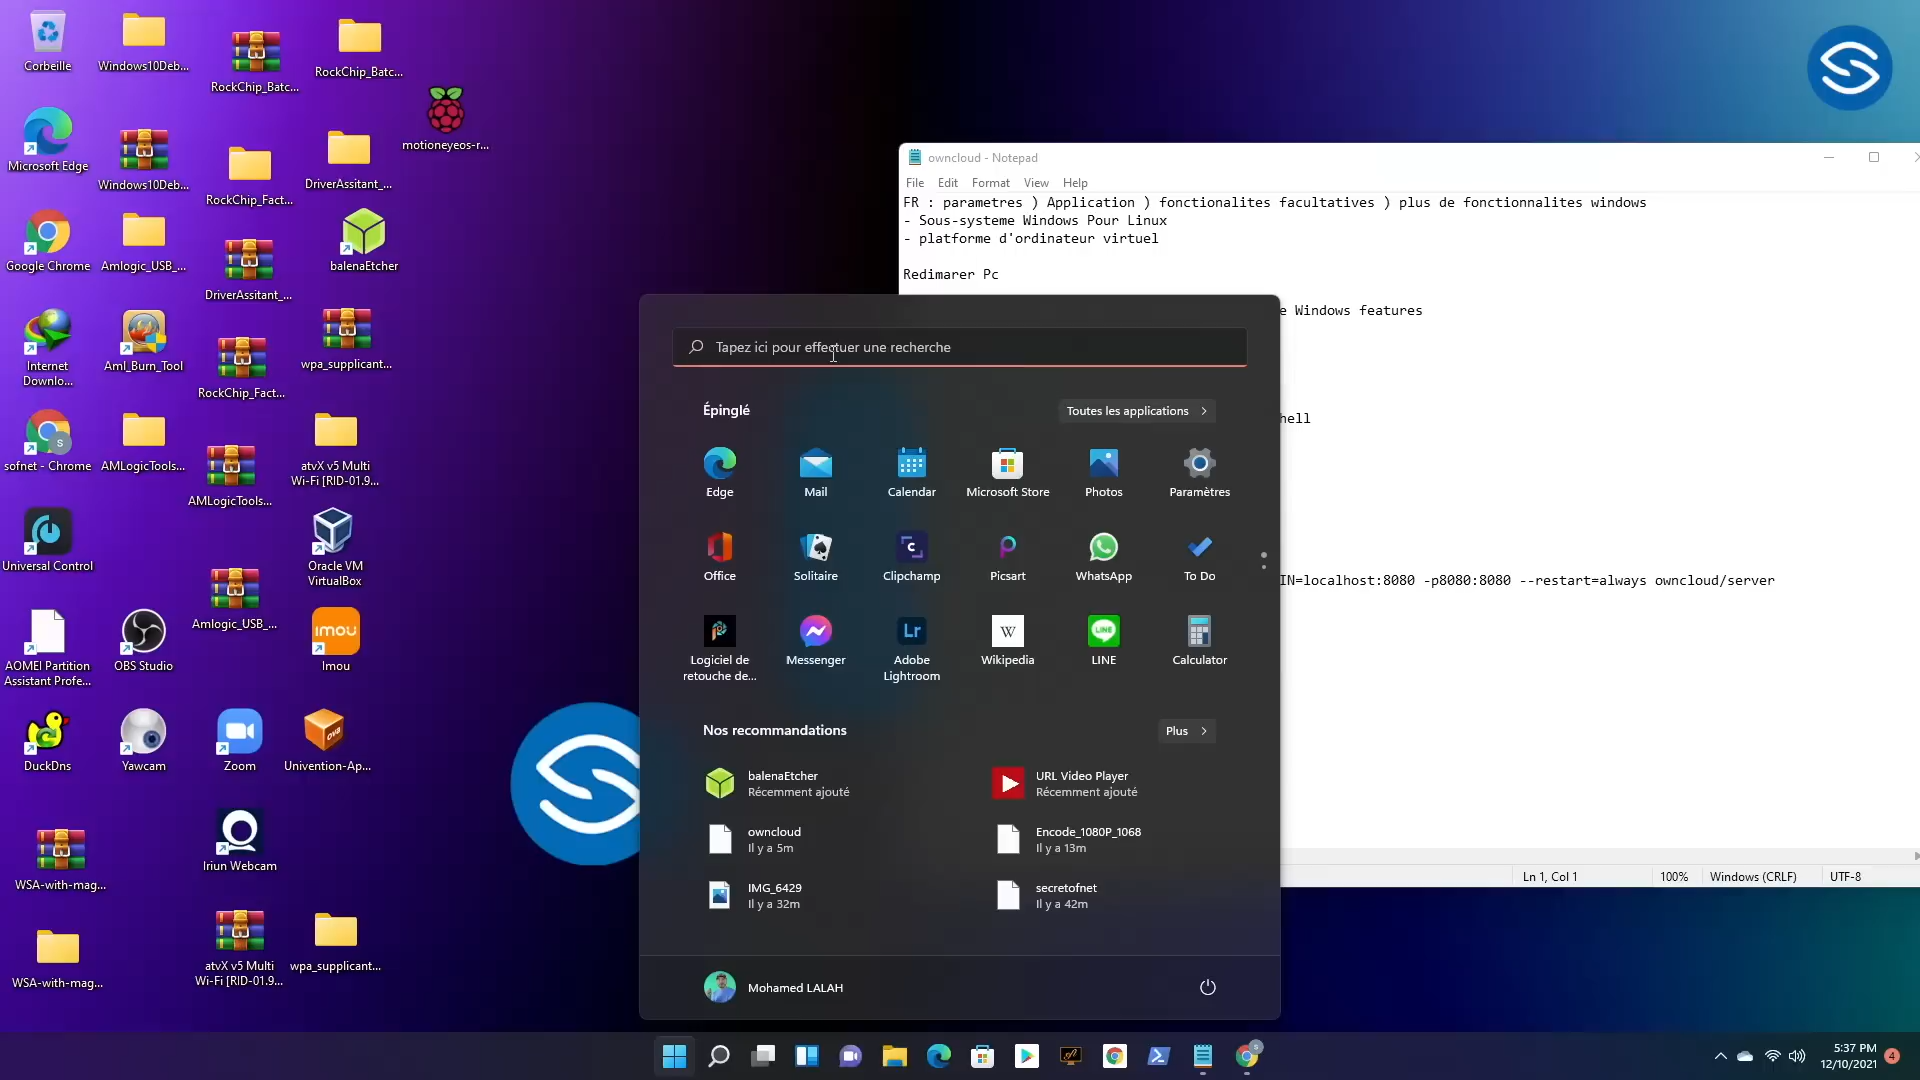 Corbeille
Windows10Deb...
RockChip_Batc...
RockChip_Batc...
motioneyeos-r...
Microsoft Edge
Windows10Deb...
RockChip_Fact...
DriverAssitant_...
Google Chrome
Amlogic_USB_...
DriverAssitant_...
balenaEtcher
Internet
Downlo...
Aml_Burn_Tool
RockChip_Fact...
wpa_supplicant...
S
sofnet - Chrome
AMLogicTools...
AMLogicTools...
atvX v5 Multi
Wi-Fi [RID-01.9...
Universal Control
Oracle VM
VirtualBox
Amlogic_USB_...
AOMEI Partition
Assistant Profe...
OBS Studio
imou
Imou
DuckDns
Yawcam
Zoom
OVA
Univention-Ap...
WSA-with-mag...
Iriun Webcam
WSA-with-mag...
atvX v5 Multi
Wi-Fi [RID-01.9...
wpa_supplicant...
owncloud - Notepad
File Edit Format View Help
FR : parametres ) Application ) fonctionalites facultatives ) plus de fonctionnalites windows
- Sous-systeme Windows Pour Linux
- platforme d'ordinateur virtuel
Redimarer Pc
e Windows features
hell
IN=localhost:8080 -p8080:8080 --restart=always owncloud/server
Ln 1, Col 1 100% Windows (CRLF) UTF-8
Tapez ici pour effectuer une recherche
Épinglé
Toutes les applications
Edge
Mail
Calendar
Microsoft Store
Photos
Paramètres
Office
Solitaire
Clipchamp
Picsart
WhatsApp
To Do
Logiciel de
retouche de...
Messenger
Lr
Adobe
Lightroom
W
Wikipedia
LINE
LINE
Calculator
Nos recommandations
Plus
balenaEtcher
Récemment ajouté
URL Video Player
Récemment ajouté
owncloud
Il y a 5m
Encode_1080P_1068
Il y a 13m
IMG_6429
Il y a 32m
secretofnet
Il y a 42m
Mohamed LALAH
5:37 PM
12/10/2021
4